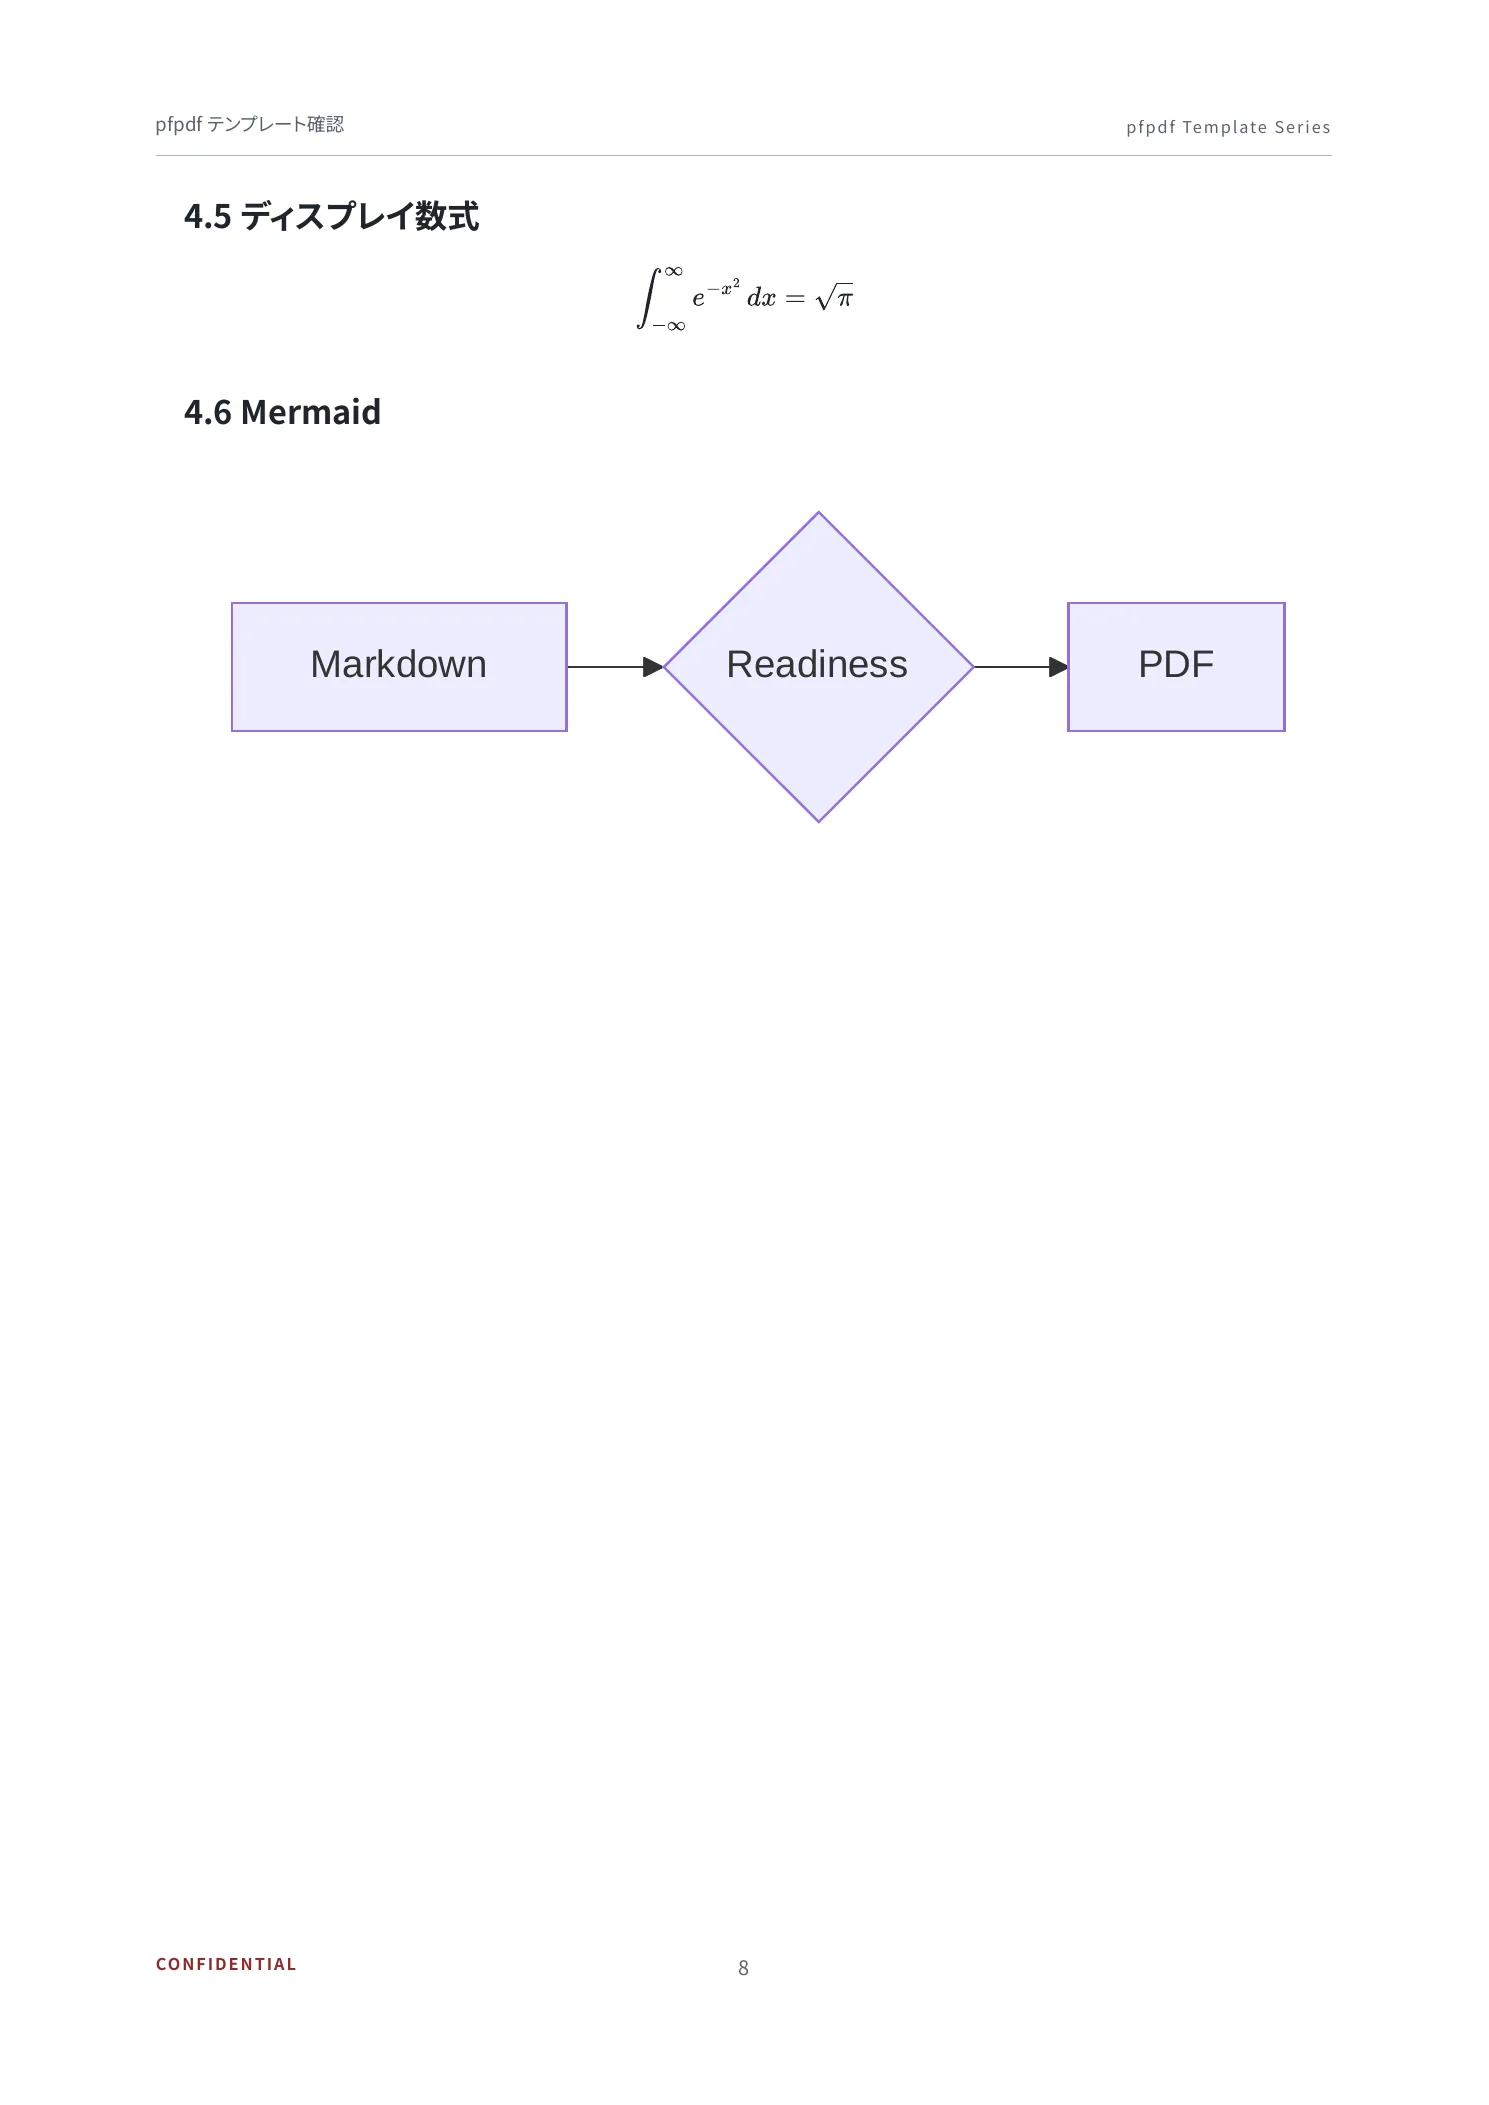 pfpdf テンプレート確認
pfpdf Template Series
4.5 ディスプレイ数式
∫_{-∞}^{∞} e^{-x^2} dx = √π
4.6 Mermaid
Markdown
Readiness
PDF
CONFIDENTIAL
8